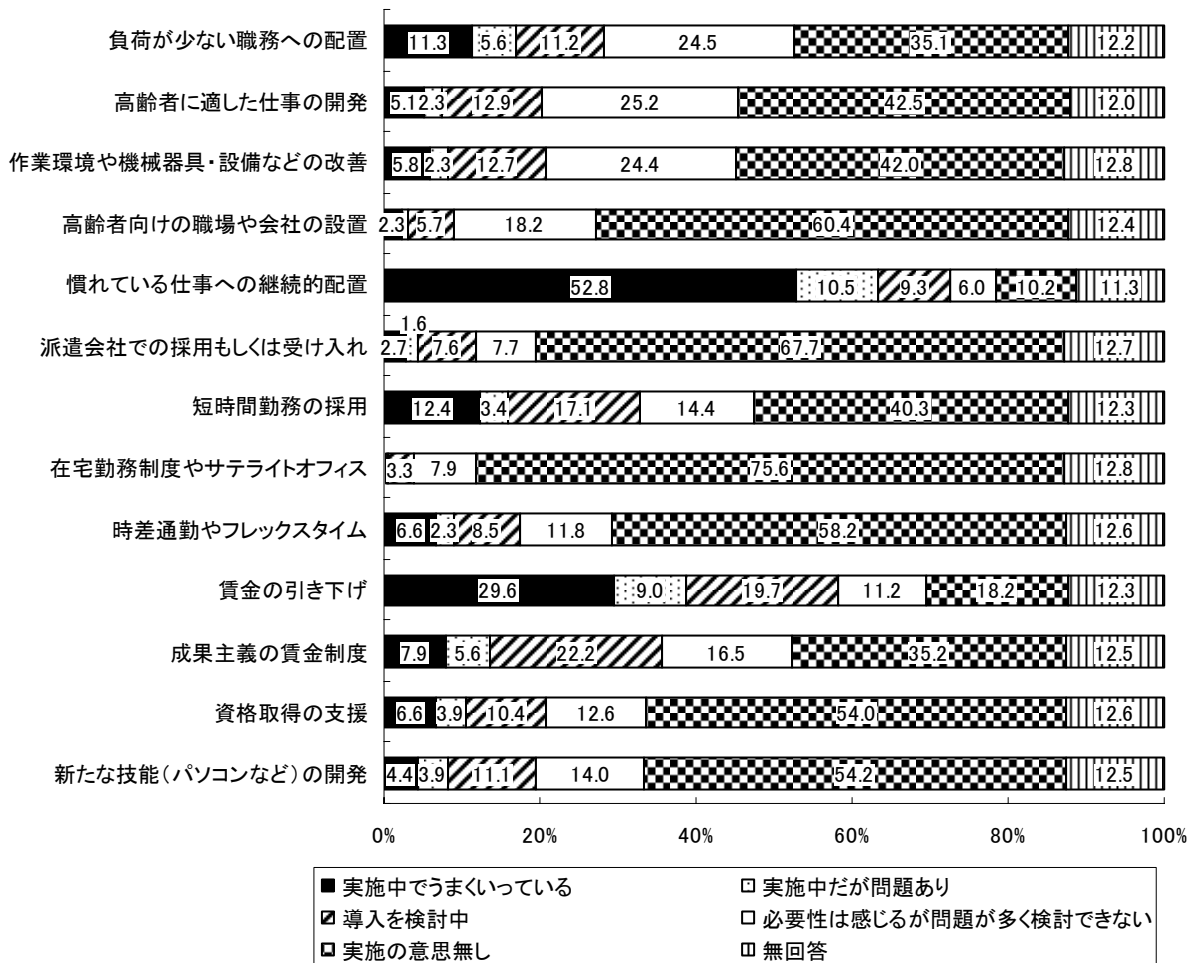 負荷が少ない職務への配置 11.3 5.6 11.2 24.5 35.1 12.2
高齢者に適した仕事の開発 5.1 2.3 12.9 25.2 42.5 12.0
作業環境や機械器具・設備などの改善 5.8 2.3 12.7 24.4 42.0 12.8
高齢者向けの職場や会社の設置 2.3 5.7 18.2 60.4 12.4
慣れている仕事への継続的配置 52.8 10.5 9.3 6.0 10.2 11.3
1.6
派遣会社での採用もしくは受け入れ 2.7 7.6 7.7 67.7 12.7
短時間勤務の採用 12.4 3.4 17.1 14.4 40.3 12.3
在宅勤務制度やサテライトオフィス 3.3 7.9 75.6 12.8
時差通勤やフレックスタイム 6.6 2.3 8.5 11.8 58.2 12.6
賃金の引き下げ 29.6 9.0 19.7 11.2 18.2 12.3
成果主義の賃金制度 7.9 5.6 22.2 16.5 35.2 12.5
資格取得の支援 6.6 3.9 10.4 12.6 54.0 12.6
新たな技能(パソコンなど)の開発 4.4 3.9 11.1 14.0 54.2 12.5
0% 20% 40% 60% 80% 100%
実施中でうまくいっている 実施中だが問題あり
導入を検討中 必要性は感じるが問題が多く検討できない
実施の意思無し 無回答